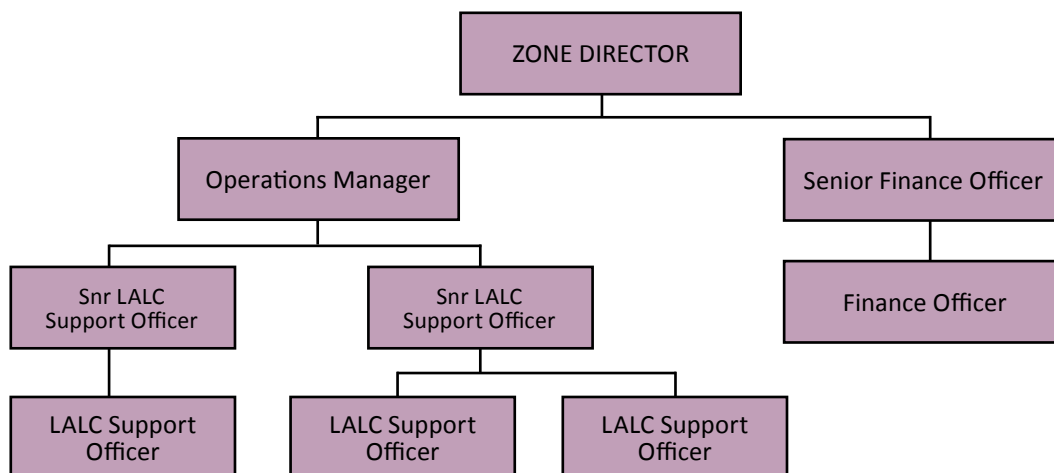 ZONE DIRECTOR
Operations Manager
Senior Finance Officer
Snr LALC
Support Officer
Snr LALC
Support Officer
Finance Officer
LALC Support
Officer
LALC Support
Officer
LALC Support
Officer